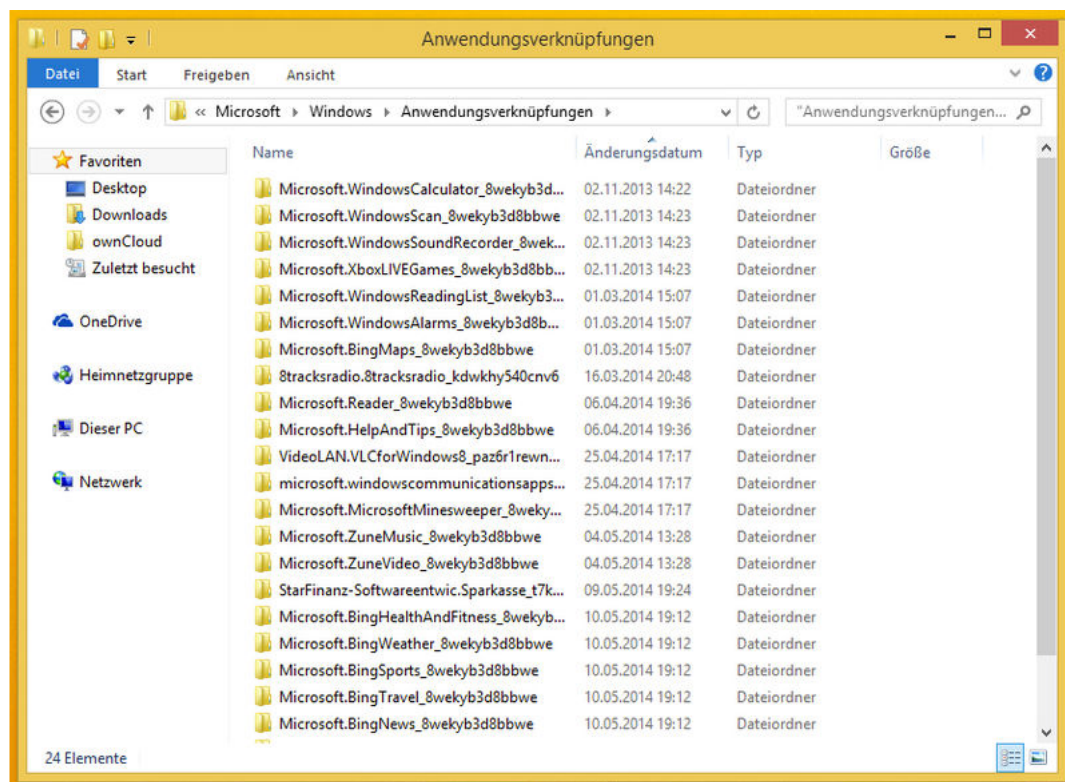 Anwendungsverknüpfungen
Datei Start Freigeben Ansicht
« Microsoft Windows Anwendungsverknüpfungen "Anwendungsverknüpfungen...
Favoriten
Desktop
Downloads
ownCloud
Zuletzt besucht
OneDrive
Heimnetzgruppe
Dieser PC
Netzwerk
Name Änderungsdatum Typ Größe
Microsoft.WindowsCalculator_8wekyb3d... 02.11.2013 14:22 Dateiordner
Microsoft.WindowsScan_8wekyb3d8bbwe 02.11.2013 14:23 Dateiordner
Microsoft.WindowsSoundRecorder_8wek... 02.11.2013 14:23 Dateiordner
Microsoft.XboxLIVEGames_8wekyb3d8bb... 02.11.2013 14:23 Dateiordner
Microsoft.WindowsReadingList_8wekyb3... 01.03.2014 15:07 Dateiordner
Microsoft.WindowsAlarms_8wekyb3d8b... 01.03.2014 15:07 Dateiordner
Microsoft.BingMaps_8wekyb3d8bbwe 01.03.2014 15:07 Dateiordner
8tracksradio.8tracksradio_kdwkhy540cnv6 16.03.2014 20:48 Dateiordner
Microsoft.Reader_8wekyb3d8bbwe 06.04.2014 19:36 Dateiordner
Microsoft.HelpAndTips_8wekyb3d8bbwe 06.04.2014 19:36 Dateiordner
VideoLAN.VLCforWindows8_paz6r1rewn... 25.04.2014 17:17 Dateiordner
microsoft.windowscommunicationsapps... 25.04.2014 17:17 Dateiordner
Microsoft.MicrosoftMinesweeper_8weky... 25.04.2014 17:17 Dateiordner
Microsoft.ZuneMusic_8wekyb3d8bbwe 04.05.2014 13:28 Dateiordner
Microsoft.ZuneVideo_8wekyb3d8bbwe 04.05.2014 13:28 Dateiordner
StarFinanz-Softwareentwic.Sparkasse_t7k... 09.05.2014 19:24 Dateiordner
Microsoft.BingHealthAndFitness_8wekyb... 10.05.2014 19:12 Dateiordner
Microsoft.BingWeather_8wekyb3d8bbwe 10.05.2014 19:12 Dateiordner
Microsoft.BingSports_8wekyb3d8bbwe 10.05.2014 19:12 Dateiordner
Microsoft.BingTravel_8wekyb3d8bbwe 10.05.2014 19:12 Dateiordner
Microsoft.BingNews_8wekyb3d8bbwe 10.05.2014 19:12 Dateiordner
24 Elemente